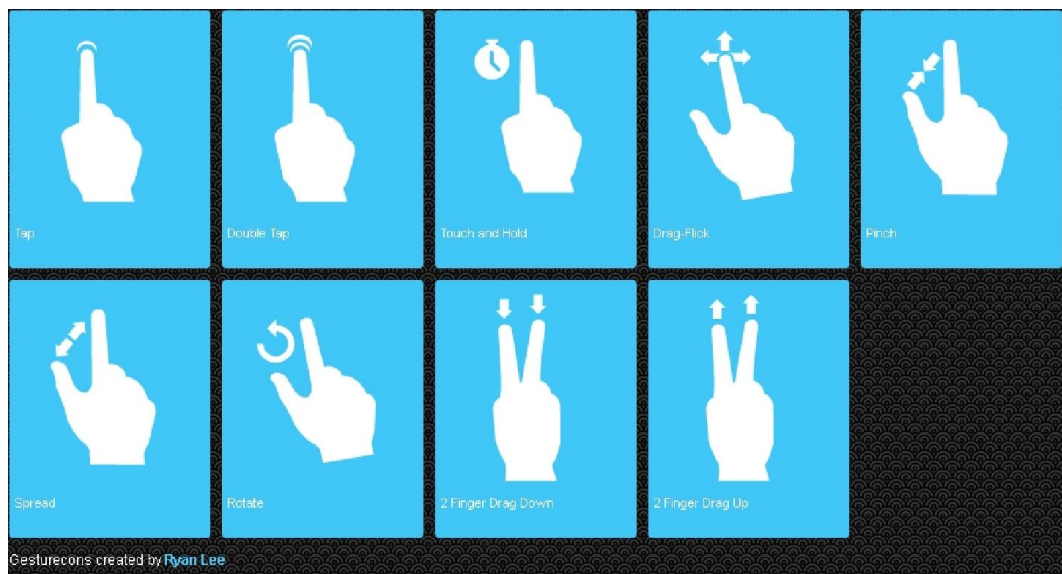 Tap
Double Tap
Touch and Hold
Drag-Flick
Pinch
Spread
Rotate
2 Finger Drag Down
2 Finger Drag Up
Gesturecons created by Ryan Lee